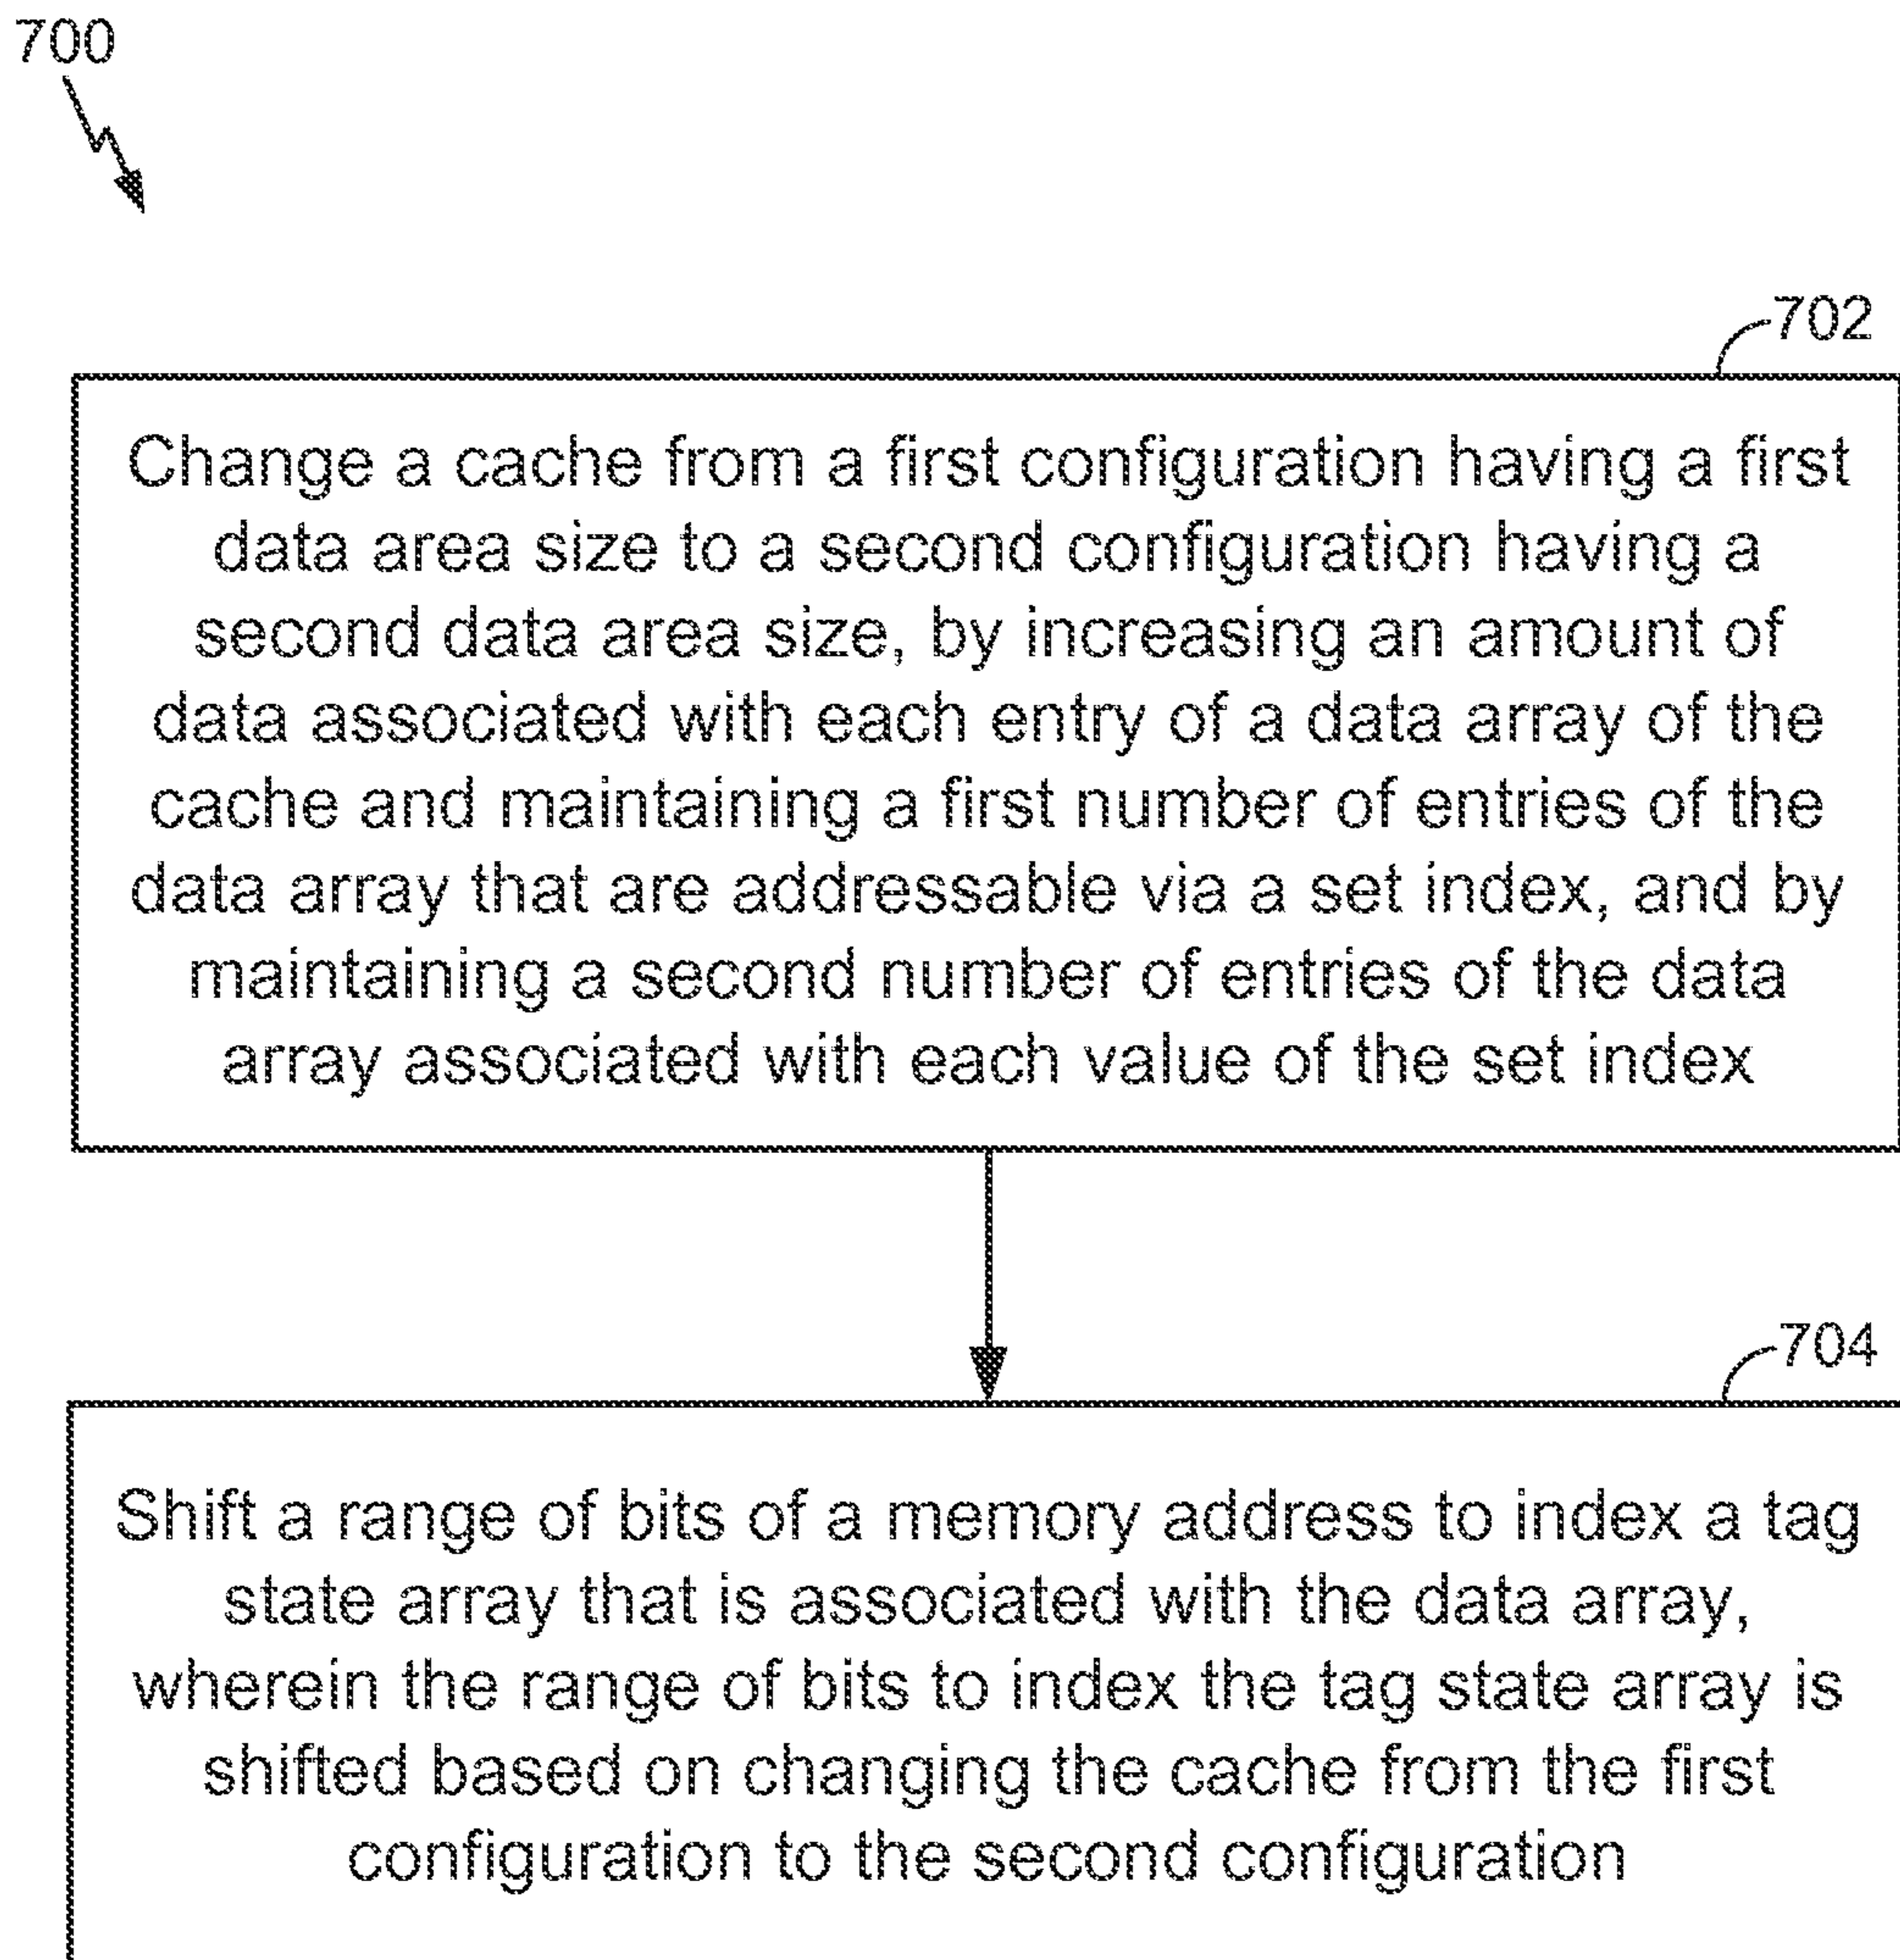 700
702
Change a cache from a first configuration having a first
data area size to a second configuration having a
second data area size, by increasing an amount of
data associated with each entry of a data array of the
cache and maintaining a first number of entries of the
data array that are addressable via a set index, and by
maintaining a second number of entries of the data
array associated with each value of the set index
704
Shift a range of bits of a memory address to index a tag
state array that is associated with the data array,
wherein the range of bits to index the tag state array is
shifted based on changing the cache from the first
configuration to the second configuration